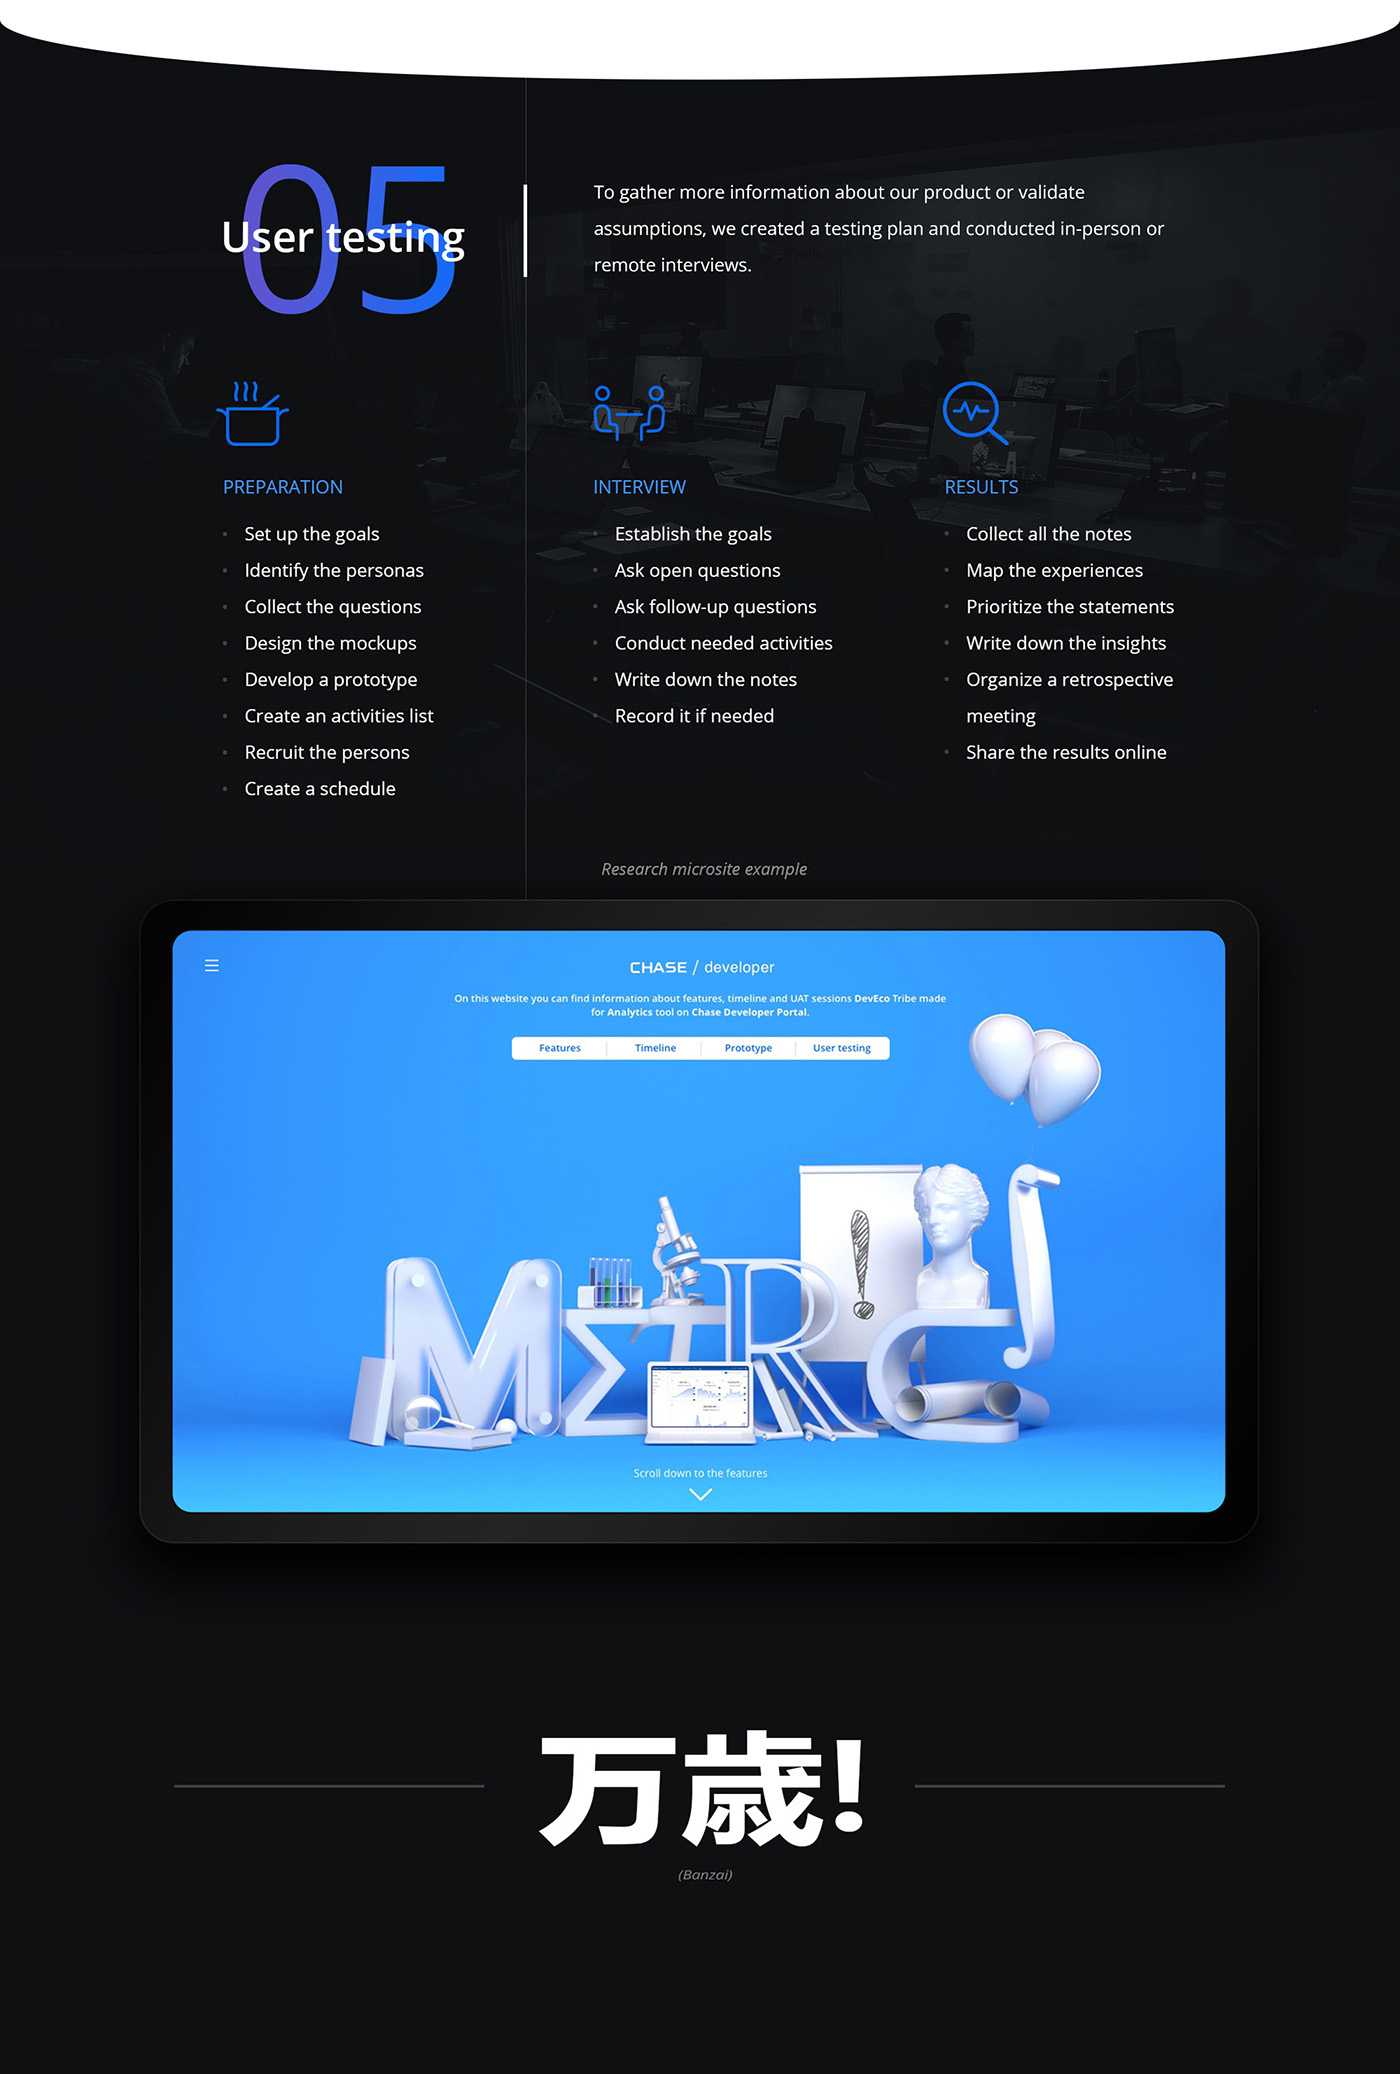 05
User testing
To gather more information about our product or validate
assumptions, we created a testing plan and conducted in-person or
remote interviews.
PREPARATION
Set up the goals
Identify the personas
Collect the questions
Design the mockups
Develop a prototype
Create an activities list
Recruit the persons
Create a schedule
INTERVIEW
Establish the goals
Ask open questions
Ask follow-up questions
Conduct needed activities
Write down the notes
Record it if needed
RESULTS
Collect all the notes
Map the experiences
Prioritize the statements
Write down the insights
Organize a retrospective
meeting
Share the results online
Research microsite example
CHASE / developer
On this website you can find information about features, timeline and UAT sessions DevEco Tribe made
for Analytics tool on Chase Developer Portal.
Features Timeline Prototype User testing
!
Scroll down to the features
万歳!
(Banzai)